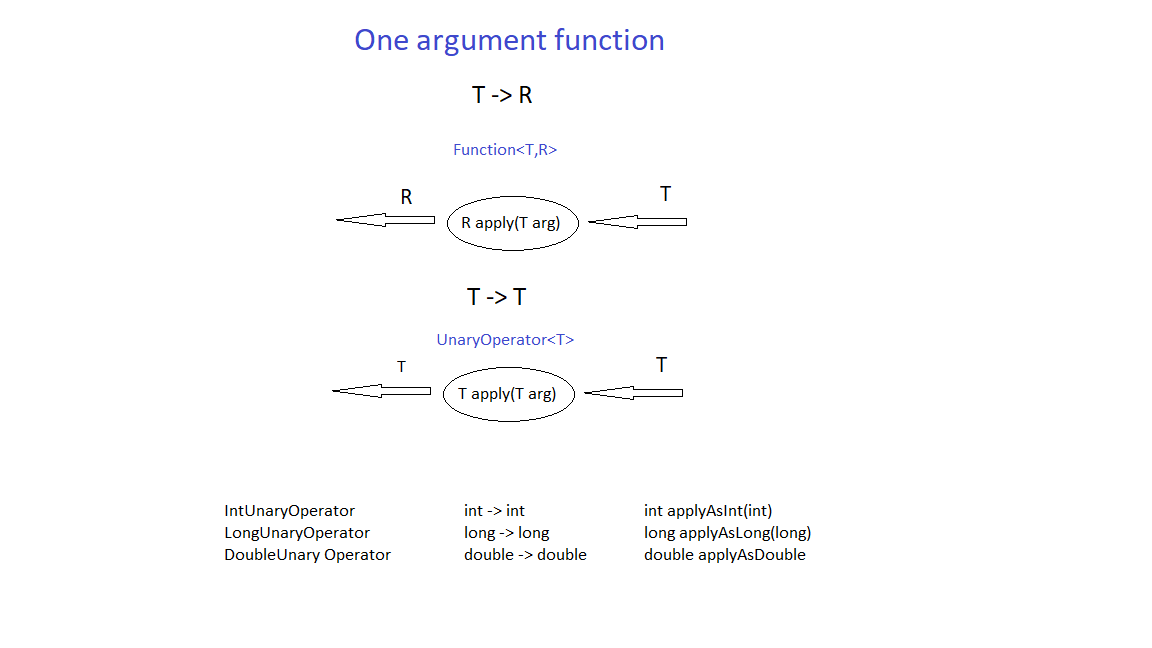 One argument function
T -> R
Function<T,R>
R
T
R apply(T arg)
T -> T
UnaryOperator<T>
T
T
T apply(T arg)
IntUnaryOperator int -> int int applyAsInt(int)
LongUnaryOperator long -> long long applyAsLong(long)
DoubleUnary Operator double -> double double applyAsDouble